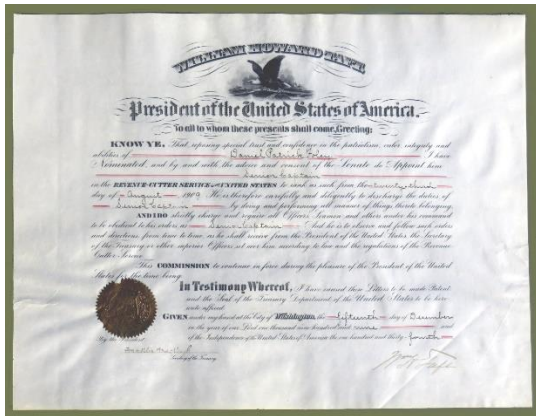 WILLIAM HOWARD TAFT
President of the United States of America.
To all to whom these presents shall come, Greeting:
KNOW YE, That reposing special trust and confidence in the patriotism, valor, integrity and
abilities of Daniel Patrick Foley I have
Nominated, and by and with the advice and consent of the Senate do Appoint him
Senior Captain
in the REVENUE-CUTTER SERVICE of the UNITED STATES to rank as such from the twenty third
day of August 1909 He is therefore carefully and diligently to discharge the duties of
Senior Captain by doing and performing all manner of things thereto belonging.
AND I DO strictly charge and require all Officers, Seamen and others under his command
to be obedient to his orders as Senior Captain And he is to observe and follow such orders
and directions, from time to time, as he shall receive from the President of the United States, the Secretary
of the Treasury or other superior Officers set over him according to law and the regulations of the Revenue
Cutter Service.
This COMMISSION to continue in force during the pleasure of the President of the United
States for the time being.
In Testimony Whereof, I have caused these Letters to be made Patent
and the Seal of the Treasury Department of the United States to be here-
unto affixed.
GIVEN under my hand at the City of Washington, the fifteenth day of December
in the year of our Lord one thousand nine hundred and nine and
of the Independence of the United States of America the one hundred and thirty-fourth
By the President
Secretary of the Treasury.
Wm H Taft